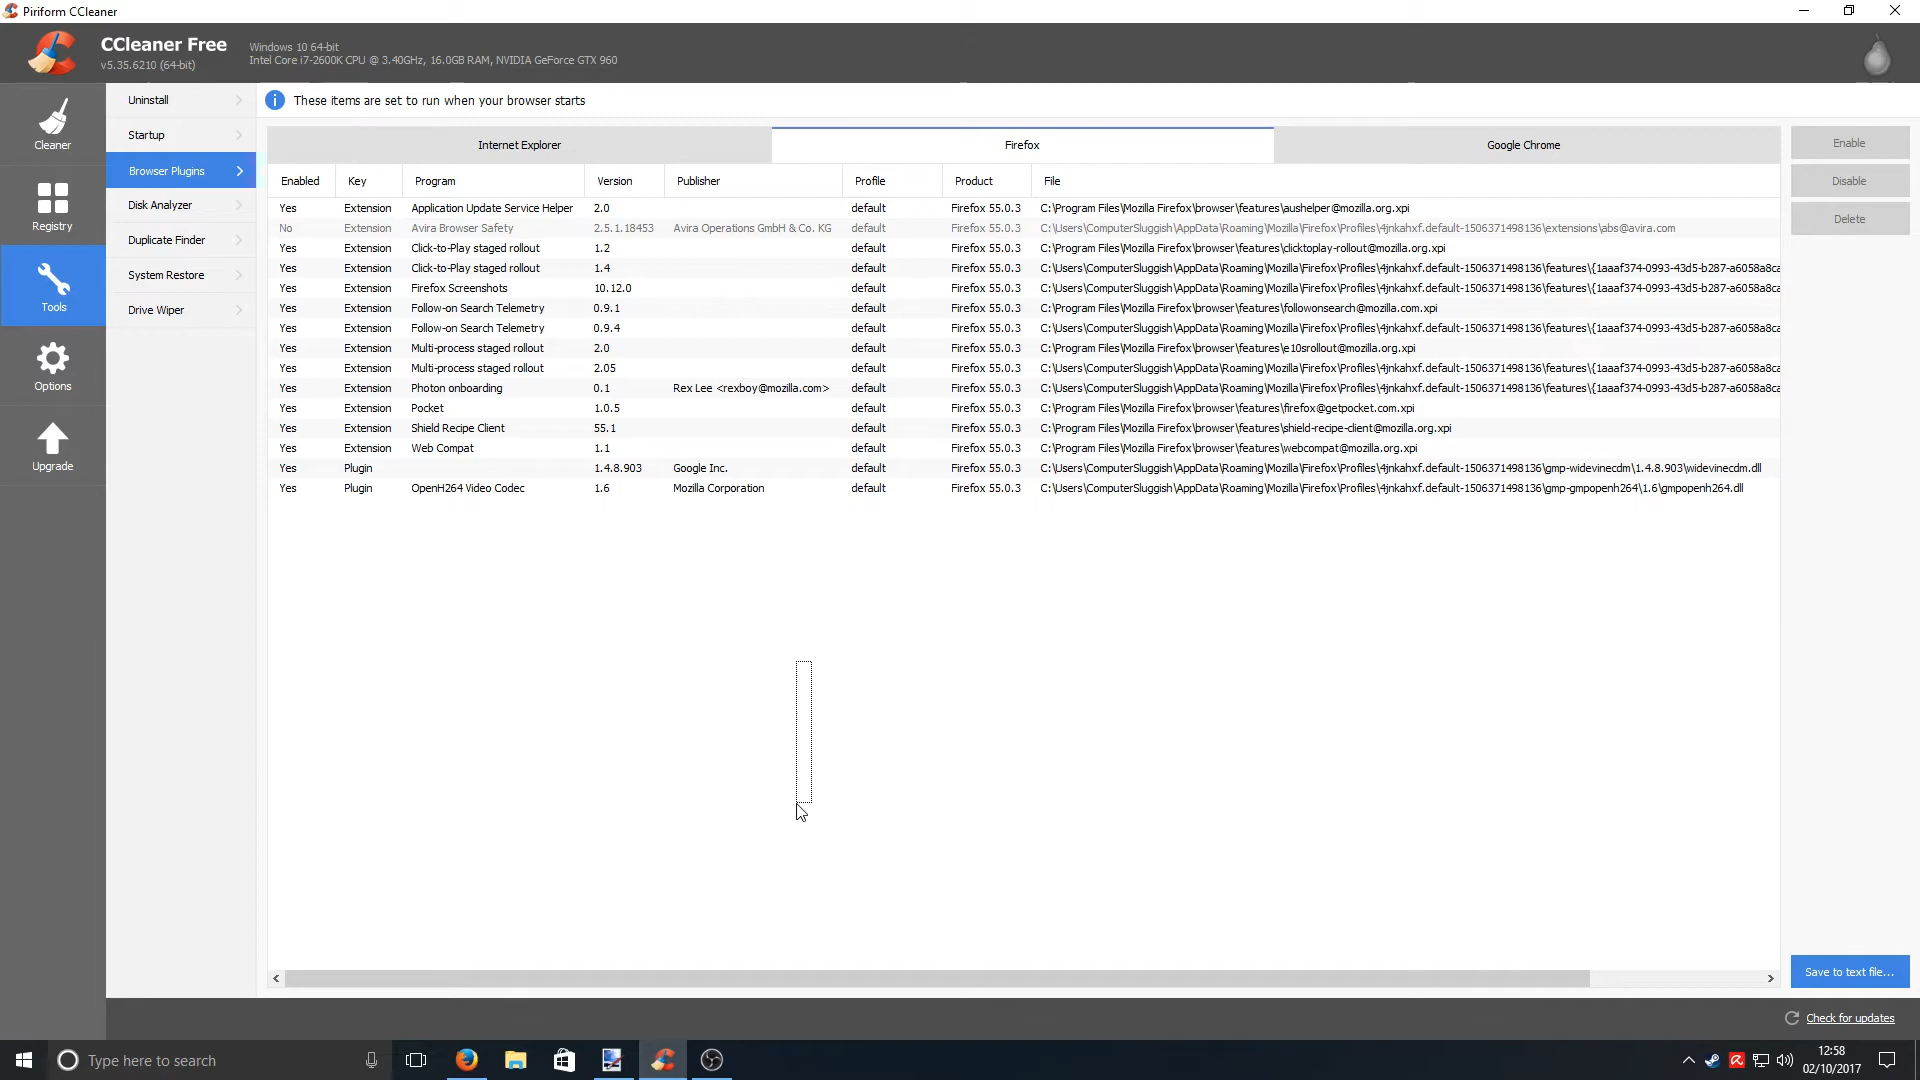 Piriform CCleaner
CCleaner Free
v5.35.6210 (64-bit)
Windows 10 64-bit
Intel Core i7-2600K CPU @ 3.40GHz, 16.0GB RAM, NVIDIA GeForce GTX 960
Cleaner
Registry
Tools
Options
Upgrade
Uninstall
Startup
Browser Plugins
Disk Analyzer
Duplicate Finder
System Restore
Drive Wiper
These items are set to run when your browser starts
Internet Explorer Firefox Google Chrome
Enabled Key Program Version Publisher Profile Product File
Yes Extension Application Update Service Helper 2.0 default Firefox 55.0.3 C:\Program Files\Mozilla Firefox\browser\features\aushelper@mozilla.org.xpi
No Extension Avira Browser Safety 2.5.1.18453 Avira Operations GmbH & Co. KG default Firefox 55.0.3 C:\Users\ComputerSluggish\AppData\Roaming\Mozilla\Firefox\Profiles\4jnkahxf.default-1506371498136\extensions\abs@avira.com
Yes Extension Click-to-Play staged rollout 1.2 default Firefox 55.0.3 C:\Program Files\Mozilla Firefox\browser\features\clicktoplay-rollout@mozilla.org.xpi
Yes Extension Click-to-Play staged rollout 1.4 default Firefox 55.0.3 C:\Users\ComputerSluggish\AppData\Roaming\Mozilla\Firefox\Profiles\4jnkahxf.default-1506371498136\features\{1aaaf374-0993-43d5-b287-a6058a8ca
Yes Extension Firefox Screenshots 10.12.0 default Firefox 55.0.3 C:\Users\ComputerSluggish\AppData\Roaming\Mozilla\Firefox\Profiles\4jnkahxf.default-1506371498136\features\{1aaaf374-0993-43d5-b287-a6058a8ca
Yes Extension Follow-on Search Telemetry 0.9.1 default Firefox 55.0.3 C:\Program Files\Mozilla Firefox\browser\features\followonsearch@mozilla.com.xpi
Yes Extension Follow-on Search Telemetry 0.9.4 default Firefox 55.0.3 C:\Users\ComputerSluggish\AppData\Roaming\Mozilla\Firefox\Profiles\4jnkahxf.default-1506371498136\features\{1aaaf374-0993-43d5-b287-a6058a8ca
Yes Extension Multi-process staged rollout 2.0 default Firefox 55.0.3 C:\Program Files\Mozilla Firefox\browser\features\e10srollout@mozilla.org.xpi
Yes Extension Multi-process staged rollout 2.05 default Firefox 55.0.3 C:\Users\ComputerSluggish\AppData\Roaming\Mozilla\Firefox\Profiles\4jnkahxf.default-1506371498136\features\{1aaaf374-0993-43d5-b287-a6058a8ca
Yes Extension Photon onboarding 0.1 Rex Lee <rexboy@mozilla.com> default Firefox 55.0.3 C:\Users\ComputerSluggish\AppData\Roaming\Mozilla\Firefox\Profiles\4jnkahxf.default-1506371498136\features\{1aaaf374-0993-43d5-b287-a6058a8ca
Yes Extension Pocket 1.0.5 default Firefox 55.0.3 C:\Program Files\Mozilla Firefox\browser\features\firefox@getpocket.com.xpi
Yes Extension Shield Recipe Client 55.1 default Firefox 55.0.3 C:\Program Files\Mozilla Firefox\browser\features\shield-recipe-client@mozilla.org.xpi
Yes Extension Web Compat 1.1 default Firefox 55.0.3 C:\Program Files\Mozilla Firefox\browser\features\webcompat@mozilla.org.xpi
Yes Plugin 1.4.8.903 Google Inc. default Firefox 55.0.3 C:\Users\ComputerSluggish\AppData\Roaming\Mozilla\Firefox\Profiles\4jnkahxf.default-1506371498136\gmp-widevinecdm\1.4.8.903\widevinecdm.dll
Yes Plugin OpenH264 Video Codec 1.6 Mozilla Corporation default Firefox 55.0.3 C:\Users\ComputerSluggish\AppData\Roaming\Mozilla\Firefox\Profiles\4jnkahxf.default-1506371498136\gmp-gmpopenh264\1.6\gmpopenh264.dll
Enable
Disable
Delete
Save to text file...
Check for updates
Type here to search
12:58
02/10/2017